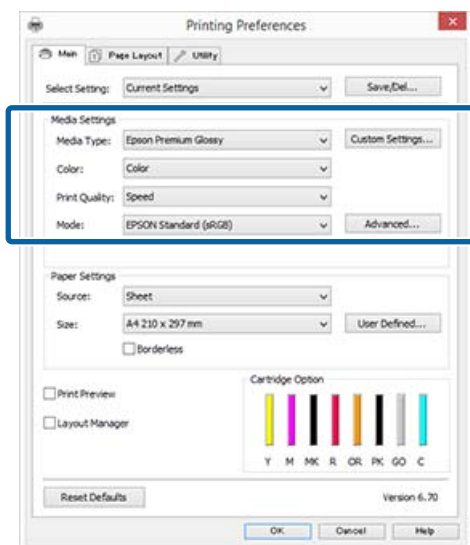 Printing Preferences
Main Page Layout Utility
Select Setting: Current Settings Save/Del...
Media Settings
Media Type: Epson Premium Glossy Custom Settings...
Color: Color
Print Quality: Speed
Mode: EPSON Standard (sRGB) Advanced...
Paper Settings
Source: Sheet
Size: A4 210 x 297 mm User Defined...
Borderless
Print Preview
Layout Manager
Cartridge Option
Y M MK R OR PK GO C
Reset Defaults Version 6.70
OK Cancel Help